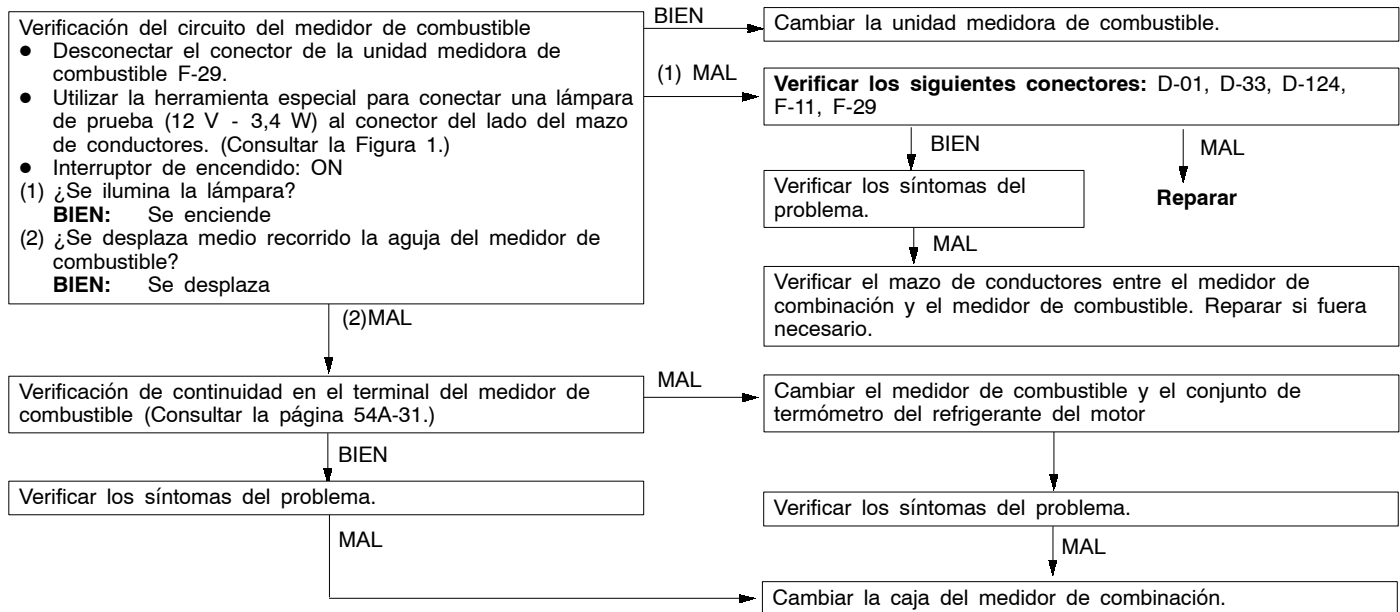 Verificación del circuito del medidor de combustible
● Desconectar el conector de la unidad medidora de
combustible F-29.
● Utilizar la herramienta especial para conectar una lámpara
de prueba (12 V - 3,4 W) al conector del lado del mazo
de conductores. (Consultar la Figura 1.)
● Interruptor de encendido: ON
(1) ¿Se ilumina la lámpara?
BIEN: Se enciende
(2) ¿Se desplaza medio recorrido la aguja del medidor de
combustible?
BIEN: Se desplaza
BIEN
Cambiar la unidad medidora de combustible.
(1) MAL
Verificar los siguientes conectores: D-01, D-33, D-124,
F-11, F-29
BIEN
MAL
Verificar los síntomas del
problema.
Reparar
MAL
Verificar el mazo de conductores entre el medidor de
combinación y el medidor de combustible. Reparar si fuera
necesario.
(2)MAL
Verificación de continuidad en el terminal del medidor de
combustible (Consultar la página 54A-31.)
MAL
Cambiar el medidor de combustible y el conjunto de
termómetro del refrigerante del motor
BIEN
Verificar los síntomas del problema.
Verificar los síntomas del problema.
MAL
MAL
Cambiar la caja del medidor de combinación.